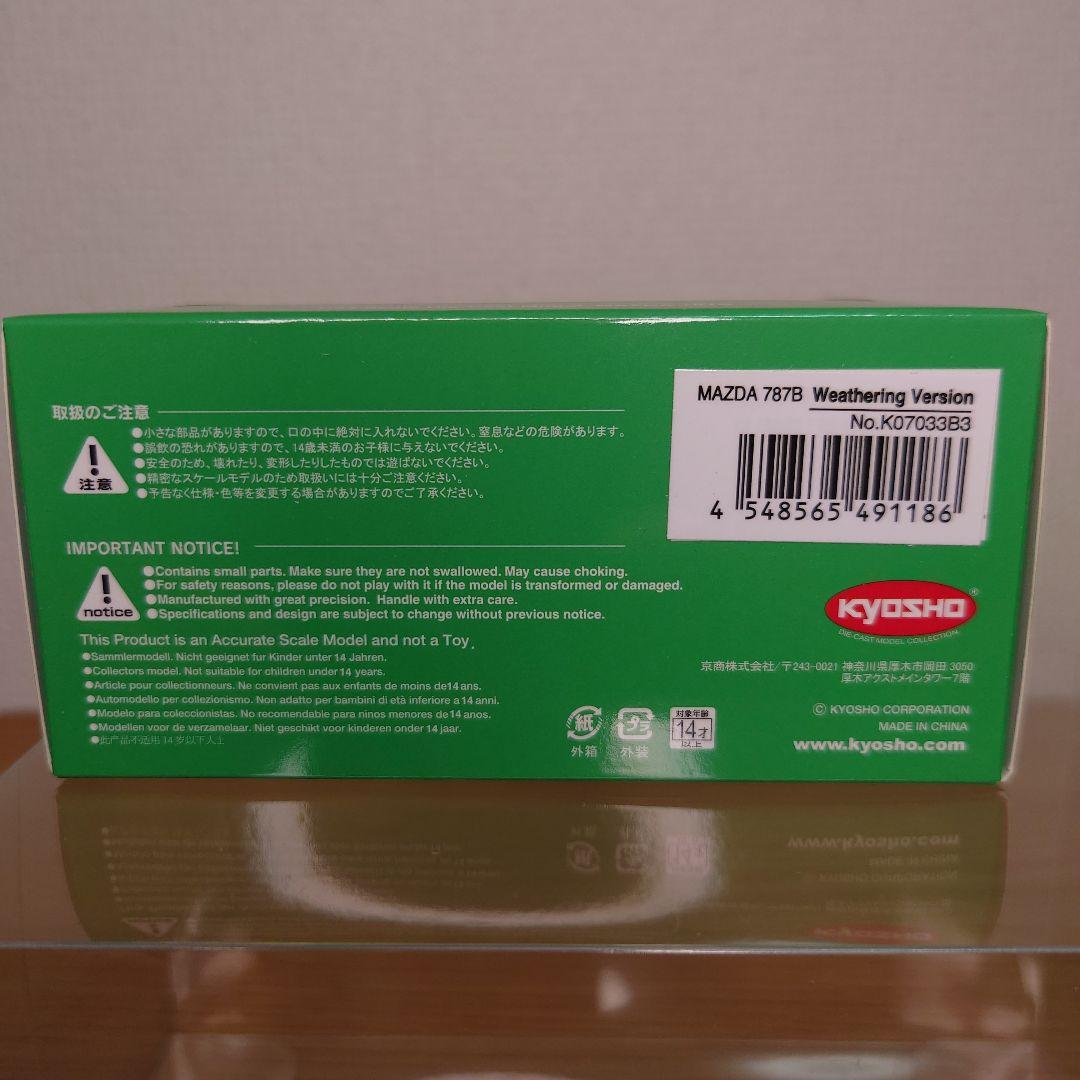 取扱のご注意
注意
●小さな部品がありますので、口の中に絶対に入れないでください。窒息などの危険があります。
●誤飲の恐れがありますので、14歳未満のお子様に与えないでください。
●安全のため、壊れたり、変形したりしたものでは遊ばないでください。
●精密なスケールモデルのため取扱いには十分ご注意ください。
●予告なく仕様・色等を変更する場合がありますのでご了承ください。
MAZDA 787B Weathering Version
No.K07033B3
4 548565 491186
IMPORTANT NOTICE!
notice
●Contains small parts. Make sure they are not swallowed. May cause choking.
●For safety reasons, please do not play with it if the model is transformed or damaged.
●Manufactured with great precision. Handle with extra care.
●Specifications and design are subject to change without previous notice.
This Product is an Accurate Scale Model and not a Toy.
●Sammlermodell. Nicht geeignet fur Kinder unter 14 Jahren.
●Collectors model. Not suitable for children under 14 years.
●Article pour collectionneurs. Ne convient pas aux enfants de moins de14 ans.
●Automodello per collezionismo. Non adatto per bambini di età inferiore a 14 anni.
●Modelo para coleccionistas. No recomendable para ninos menores de14 anos.
●Modellen voor de verzamelaar. Niet geschikt voor kinderen onder 14 jaar.
●此产品不适用14岁以下人士
KYOSHO®
DIE-CAST MODEL COLLECTION
京商株式会社/〒243-0021 神奈川県厚木市岡田 3050
厚木アクストメインタワー7階
紙
外箱
プラ
外装
対象年齢
14才
以上
© KYOSHO CORPORATION
MADE IN CHINA
www.kyosho.com